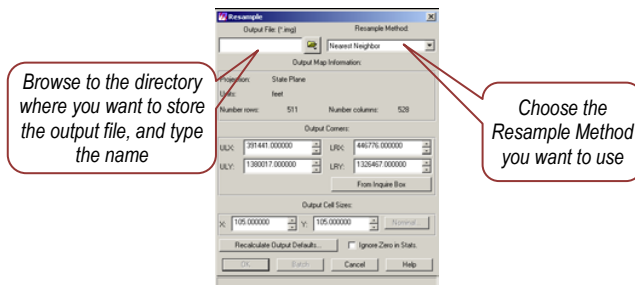 Resample
Output File: (*.img)
Resample Method:
Nearest Neighbor
Output Map Information:
Projection: State Plane
Units: feet
Number rows: 511 Number columns: 528
Output Corners:
ULX: 391441.000000 LRX: 446776.000000
ULY: 1380017.000000 LRY: 1326467.000000
From Inquire Box
Output Cell Sizes:
X: 105.000000 Y: 105.000000 Nominal...
Recalculate Output Defaults... Ignore Zero in Stats.
OK Batch Cancel Help
Browse to the directory
where you want to store
the output file, and type
the name
Choose the
Resample Method
you want to use